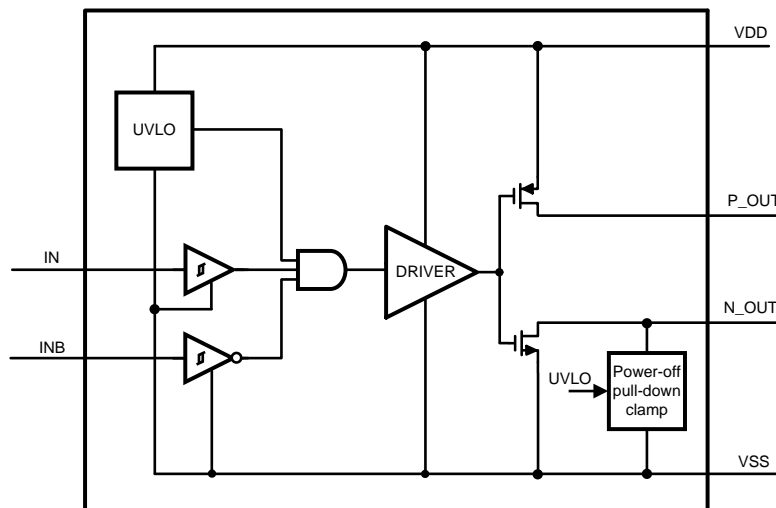 VDD
UVLO
P_OUT
IN
DRIVER
N_OUT
INB
UVLO
Power-off
pull-down
clamp
VSS